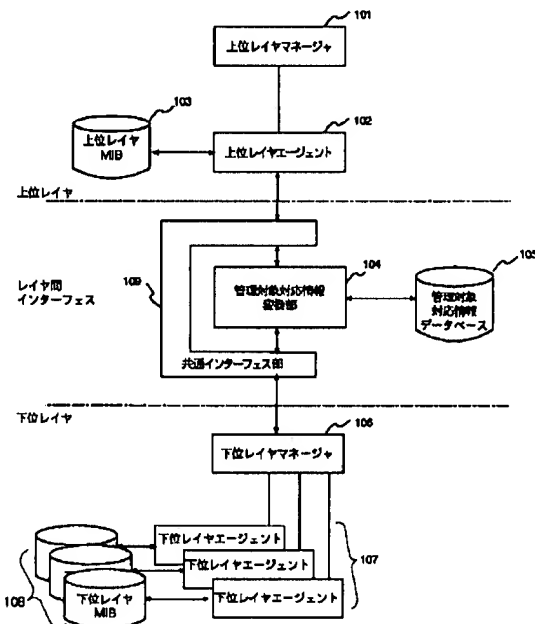 101
上位レイヤマネージャ
103
102
上位レイヤ
MIB
上位レイヤエージェント
上位レイヤ
レイヤ間
インターフェス
109
104
105
管理対象対応情報
変換部
管理対象
対応情報
データベース
共通インターフェス部
下位レイヤ
106
下位レイヤマネージャ
下位レイヤエージェント
下位レイヤエージェント
下位レイヤエージェント
107
108
下位レイヤ
MIB